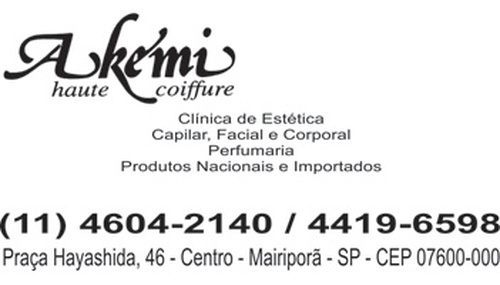 Akemi
haute coiffure
Clínica de Estética
Capilar, Facial e Corporal
Perfumaria
Produtos Nacionais e Importados
(11) 4604-2140 / 4419-6598
Praça Hayashida, 46 - Centro - Mairiporã - SP - CEP 07600-000